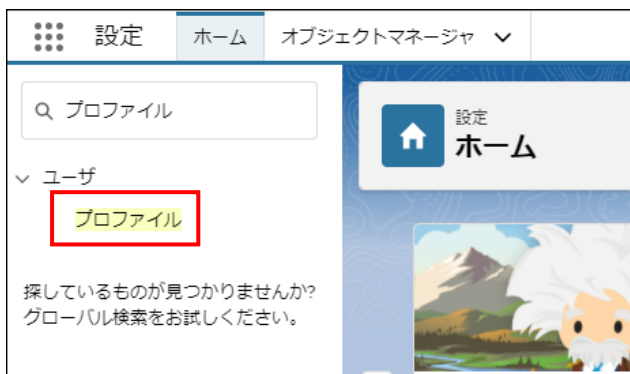 設定
ホーム
オブジェクトマネージャ
プロファイル
設定
ホーム
ユーザ
プロファイル
探しているものが見つかりませんか?
グローバル検索をお試しください。